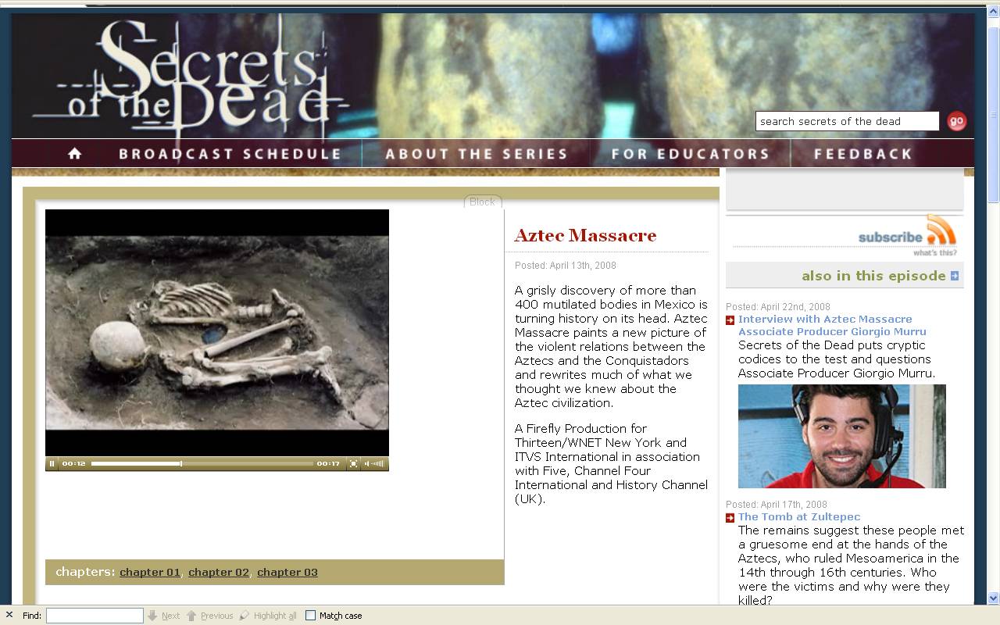 Secrets
of the Dead
search secrets of the dead
go
BROADCAST SCHEDULE
ABOUT THE SERIES
FOR EDUCATORS
FEEDBACK
Block
00:12
00:17
chapters: chapter 01, chapter 02, chapter 03
Aztec Massacre
Posted: April 13th, 2008
A grisly discovery of more than
400 mutilated bodies in Mexico is
turning history on its head. Aztec
Massacre paints a new picture of
the violent relations between the
Aztecs and the Conquistadors
and rewrites much of what we
thought we knew about the
Aztec civilization.
A Firefly Production for
Thirteen/WNET New York and
ITVS International in association
with Five, Channel Four
International and History Channel
(UK).
subscribe
what's this?
also in this episode
Posted: April 22nd, 2008
Interview with Aztec Massacre
Associate Producer Giorgio Murru
Secrets of the Dead puts cryptic
codices to the test and questions
Associate Producer Giorgio Murru.
Posted: April 17th, 2008
The Tomb at Zultepec
The remains suggest these people met
a gruesome end at the hands of the
Aztecs, who ruled Mesoamerica in the
14th through 16th centuries. Who
were the victims and why were they
killed?
Find:
Next
Previous
Highlight all
Match case